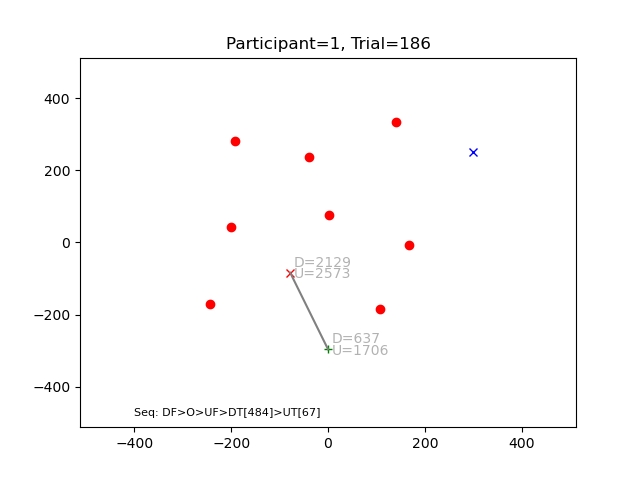 Participant=1, Trial=186
400
200
0
−200
−400
D=2129
U=2573
D=637
U=1706
Seq: DF>O>UF>DT[484]>UT[67]
−400
−200
0
200
400